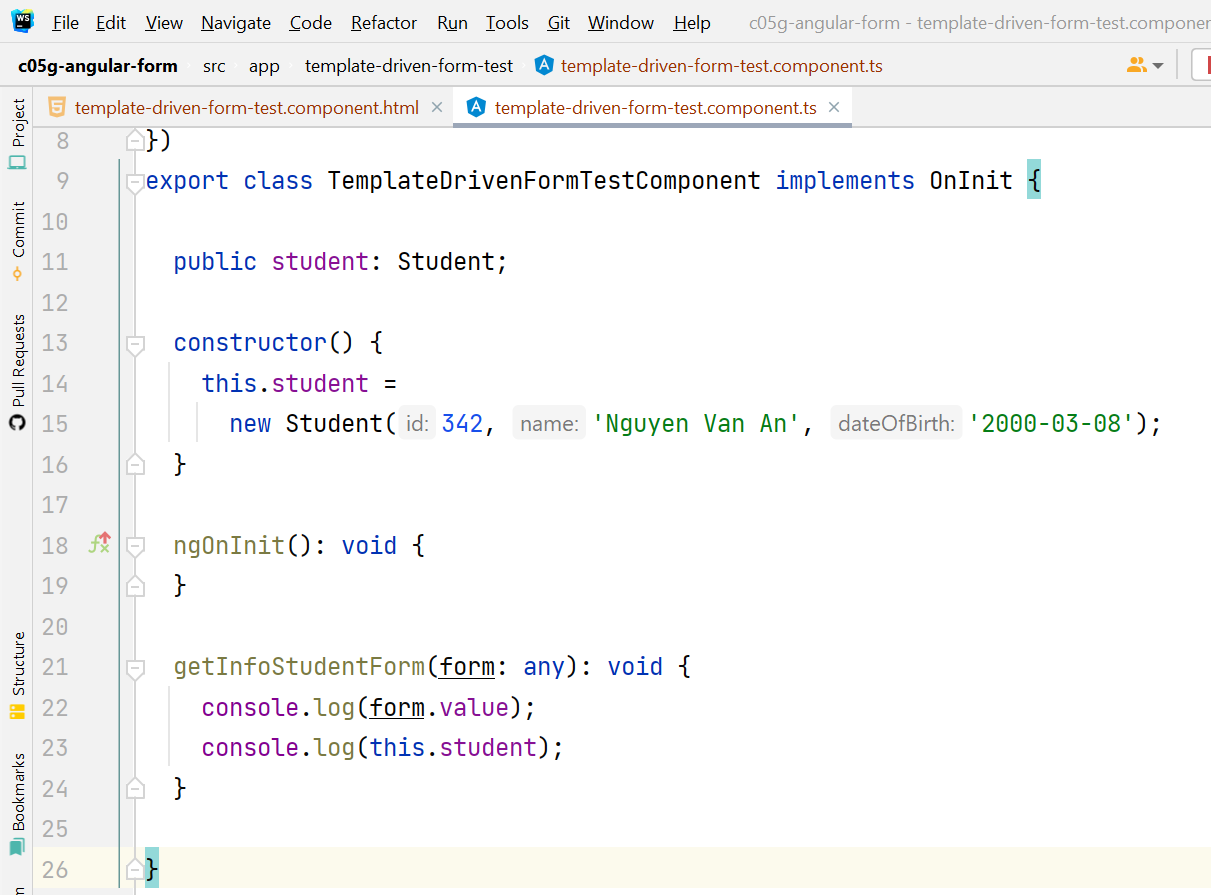 WS File Edit View Navigate Code Refactor Run Tools Git Window Help c05g-angular-form - template-driven-form-test.componen
c05g-angular-form src app template-driven-form-test template-driven-form-test.component.ts
template-driven-form-test.component.html template-driven-form-test.component.ts
Project
Commit
Pull Requests
Structure
Bookmarks
8 })
9 export class TemplateDrivenFormTestComponent implements OnInit {
10
11 public student: Student;
12
13 constructor() {
14 this.student =
15 new Student( id: 342, name: 'Nguyen Van An', dateOfBirth: '2000-03-08');
16 }
17
18 ngOnInit(): void {
19 }
20
21 getInfoStudentForm(form: any): void {
22 console.log(form.value);
23 console.log(this.student);
24 }
25
26 }